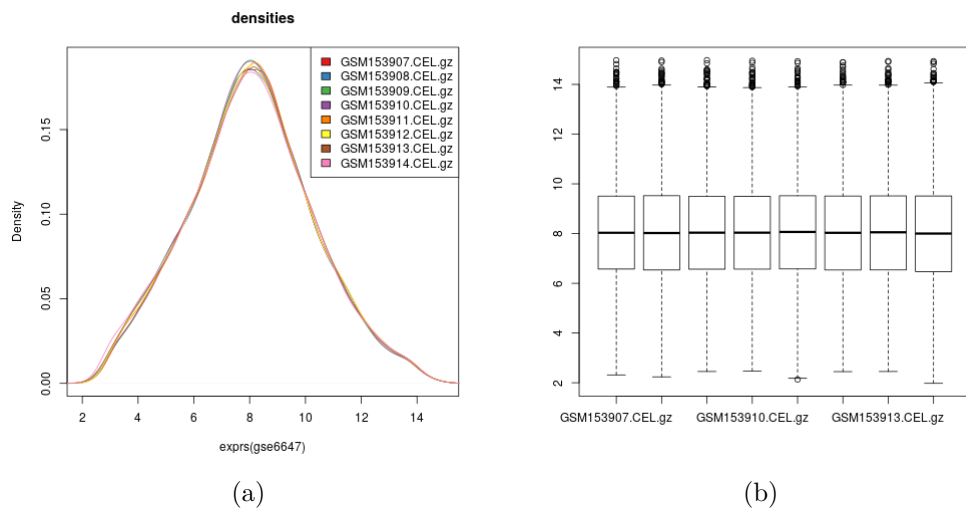 densities
GSM153907.CEL.gz
GSM153908.CEL.gz
GSM153909.CEL.gz
GSM153910.CEL.gz
GSM153911.CEL.gz
GSM153912.CEL.gz
GSM153913.CEL.gz
GSM153914.CEL.gz
Density
0.15
0.10
0.05
0.00
2 4 6 8 10 12 14
exprs(gse6647)
(a)
14
12
10
8
6
4
2
GSM153907.CEL.gz GSM153910.CEL.gz GSM153913.CEL.gz
(b)